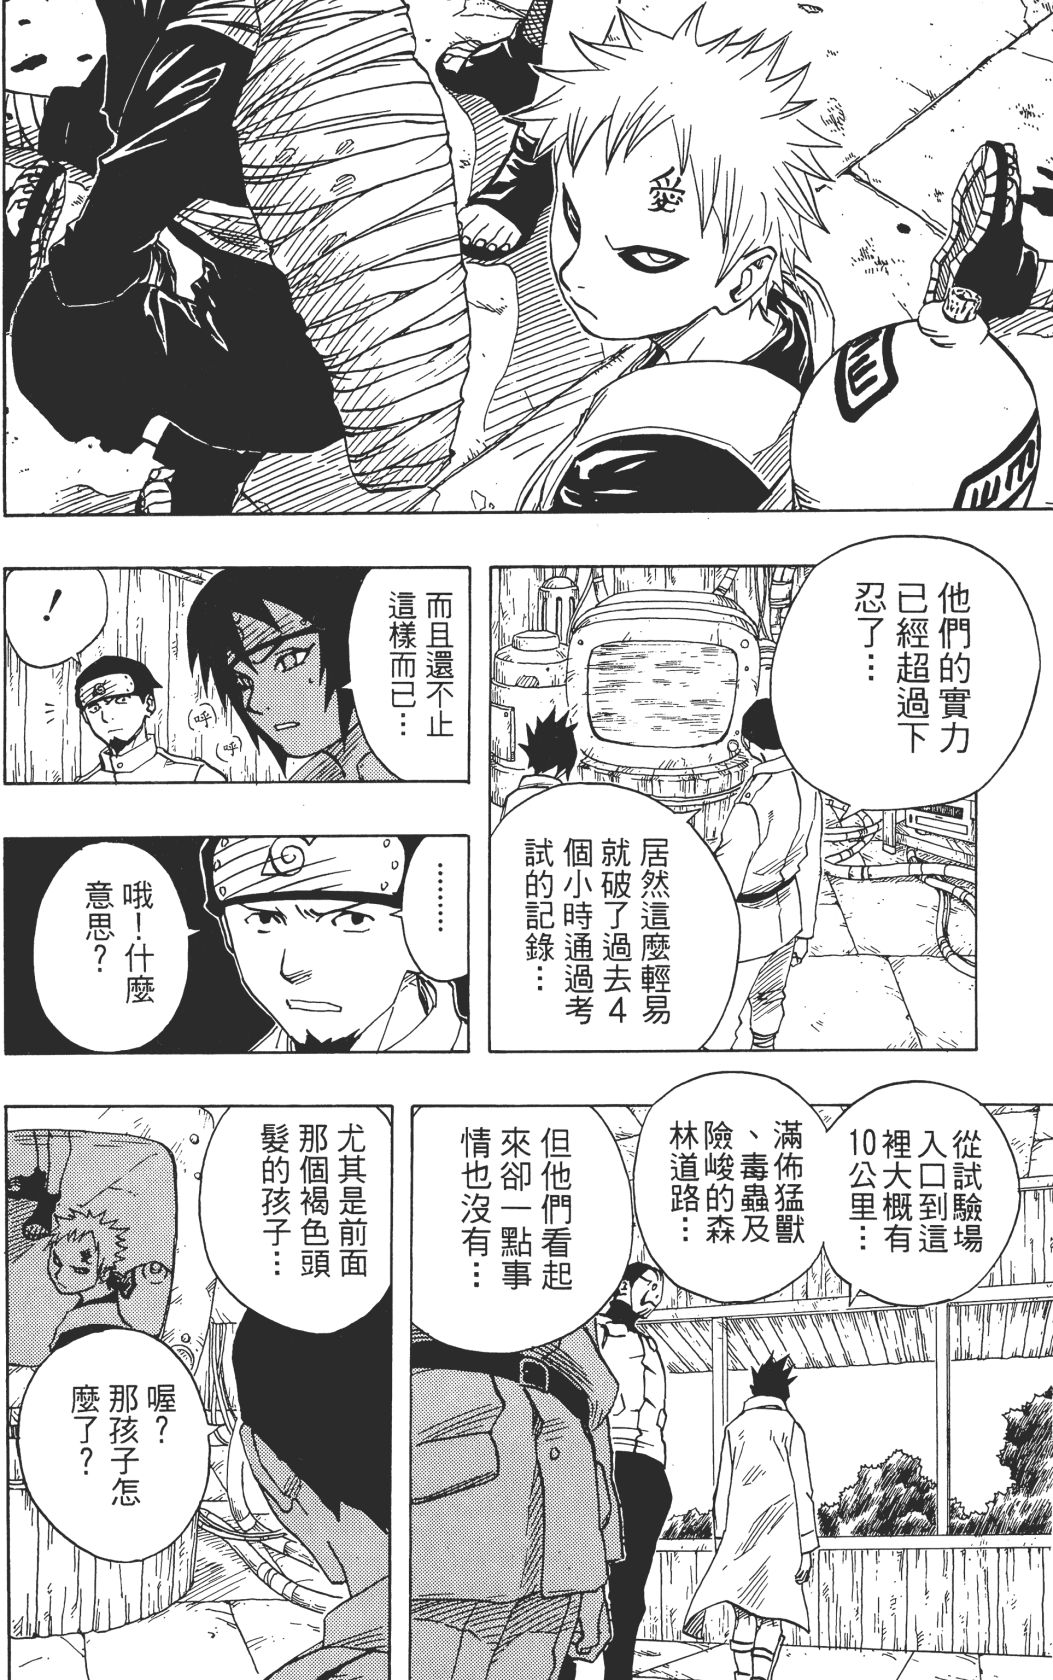 愛
他們的實力
已經超過下
忍了…
居然這麼輕易
就破了過去4
個小時通過考
試的記錄…
而且還不止
這樣而已…
！
（呼）
（呼）
………
哦！什麼
意思？
從試驗場
入口到這
裡大概有
10公里…
滿佈猛獸
、毒蟲及
險峻的森
林道路…
但他們看起
來卻一點事
情也沒有…
尤其是前面
那個褐色頭
髮的孩子…
喔？
那孩子怎
麼了？